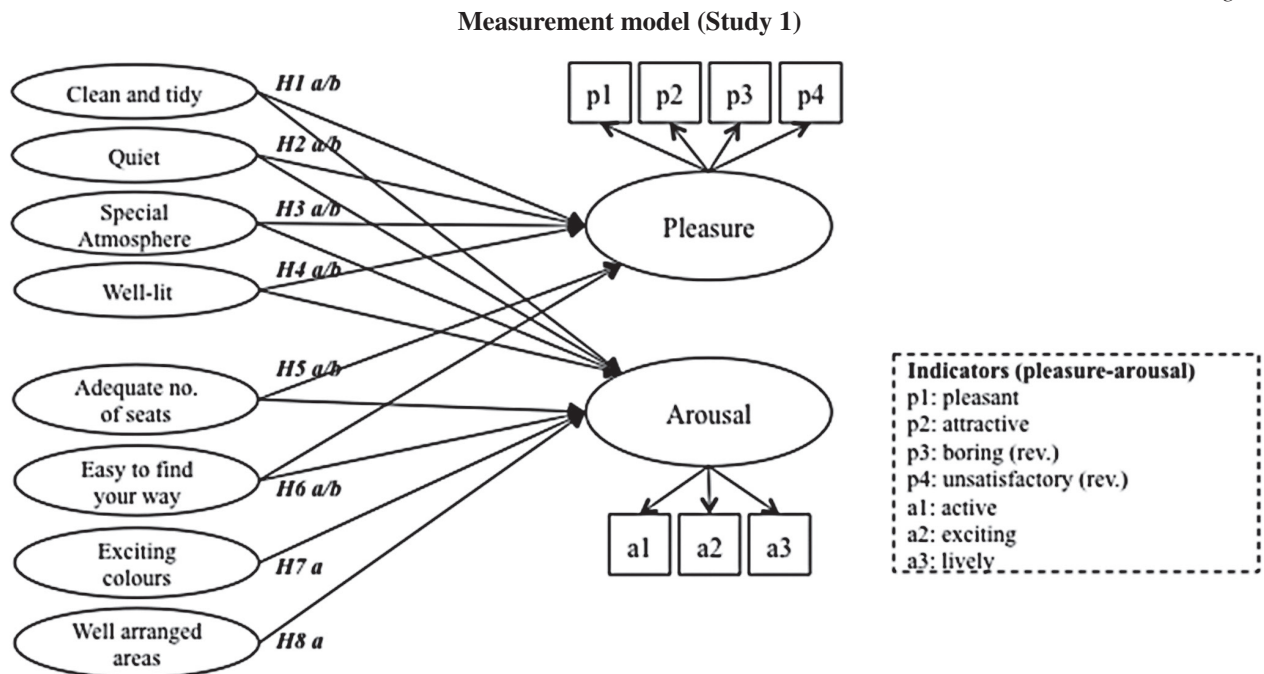 Measurement model (Study 1)
Clean and tidy
H1 a/b
p1
p2
p3
p4
Quiet
H2 a/b
Special
Atmosphere
H3 a/b
Pleasure
Well-lit
H4 a/b
Adequate no.
of seats
H5 a/b
Arousal
Easy to find
your way
H6 a/b
Exciting
colours
H7 a
a1
a2
a3
Well arranged
areas
H8 a
Indicators (pleasure-arousal)
p1: pleasant
p2: attractive
p3: boring (rev.)
p4: unsatisfactory (rev.)
a1: active
a2: exciting
a3: lively